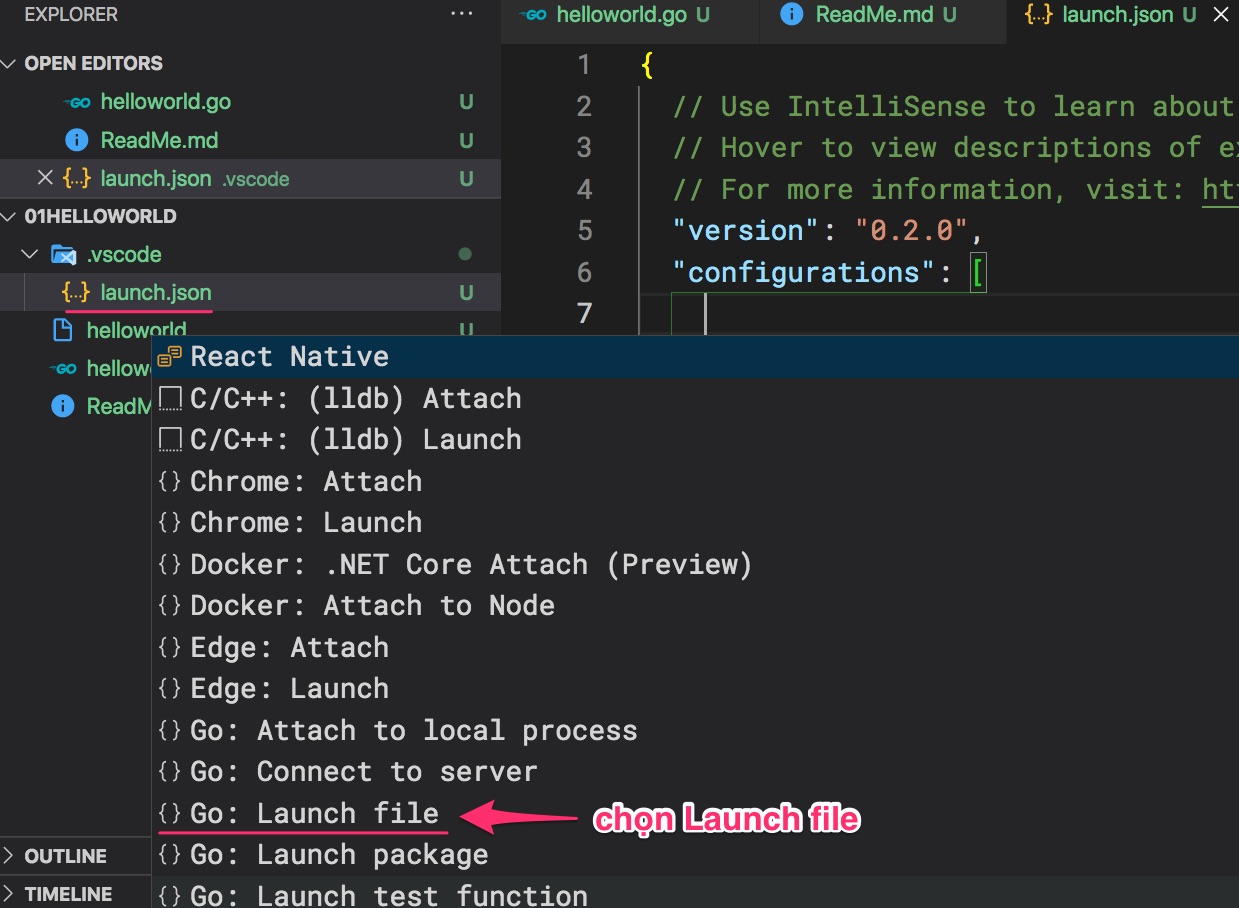 EXPLORER
OPEN EDITORS
helloworld.go U
ReadMe.md U
launch.json .vscode U
01HELLOWORLD
.vscode
launch.json U
helloworld U
hellow
ReadM
OUTLINE
TIMELINE
helloworld.go U
ReadMe.md U
launch.json U
1 {
2 // Use IntelliSense to learn about
3 // Hover to view descriptions of ex
4 // For more information, visit: htt
5 "version": "0.2.0",
6 "configurations": [
7
React Native
C/C++: (lldb) Attach
C/C++: (lldb) Launch
{} Chrome: Attach
{} Chrome: Launch
{} Docker: .NET Core Attach (Preview)
{} Docker: Attach to Node
{} Edge: Attach
{} Edge: Launch
{} Go: Attach to local process
{} Go: Connect to server
{} Go: Launch file
chọn Launch file
{} Go: Launch package
{} Go: Launch test function